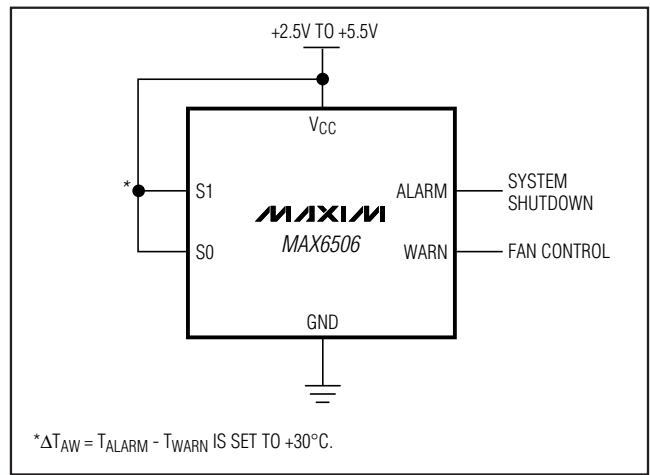 +2.5V TO +5.5V
VCC
*
S1
ALARM
SYSTEM
SHUTDOWN
MAXIM
MAX6506
S0
WARN
FAN CONTROL
GND
*ΔTAW = TALARM - TWARN IS SET TO +30°C.